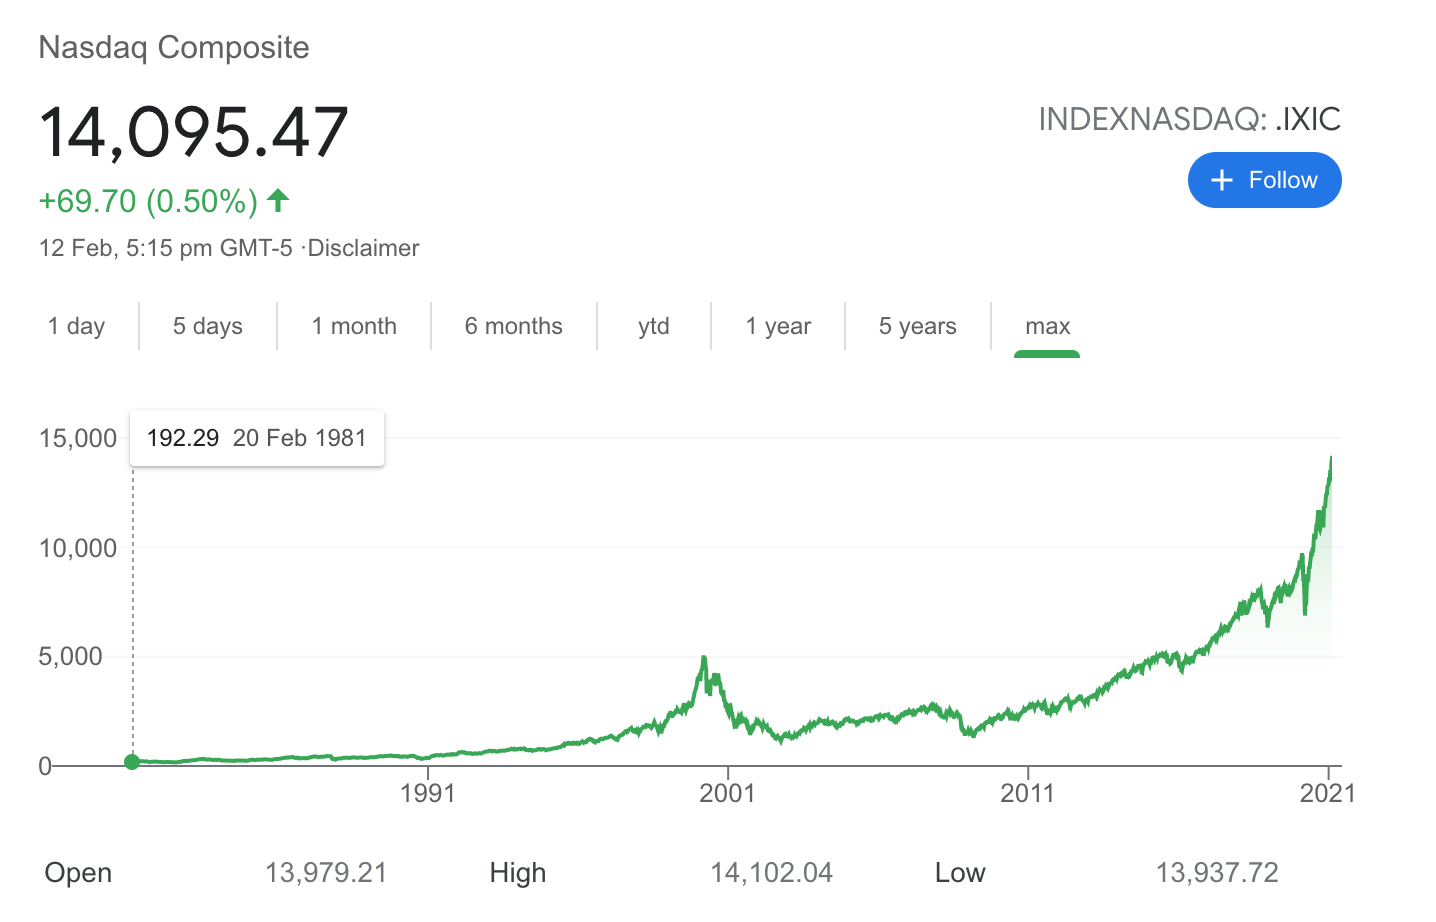 Nasdaq Composite
14,095.47
INDEXNASDAQ: .IXIC
+69.70 (0.50%)
+ Follow
12 Feb, 5:15 pm GMT-5 ·Disclaimer
1 day 5 days 1 month 6 months ytd 1 year 5 years max
15,000
192.29 20 Feb 1981
10,000
5,000
0
1991 2001 2011 2021
Open 13,979.21 High 14,102.04 Low 13,937.72